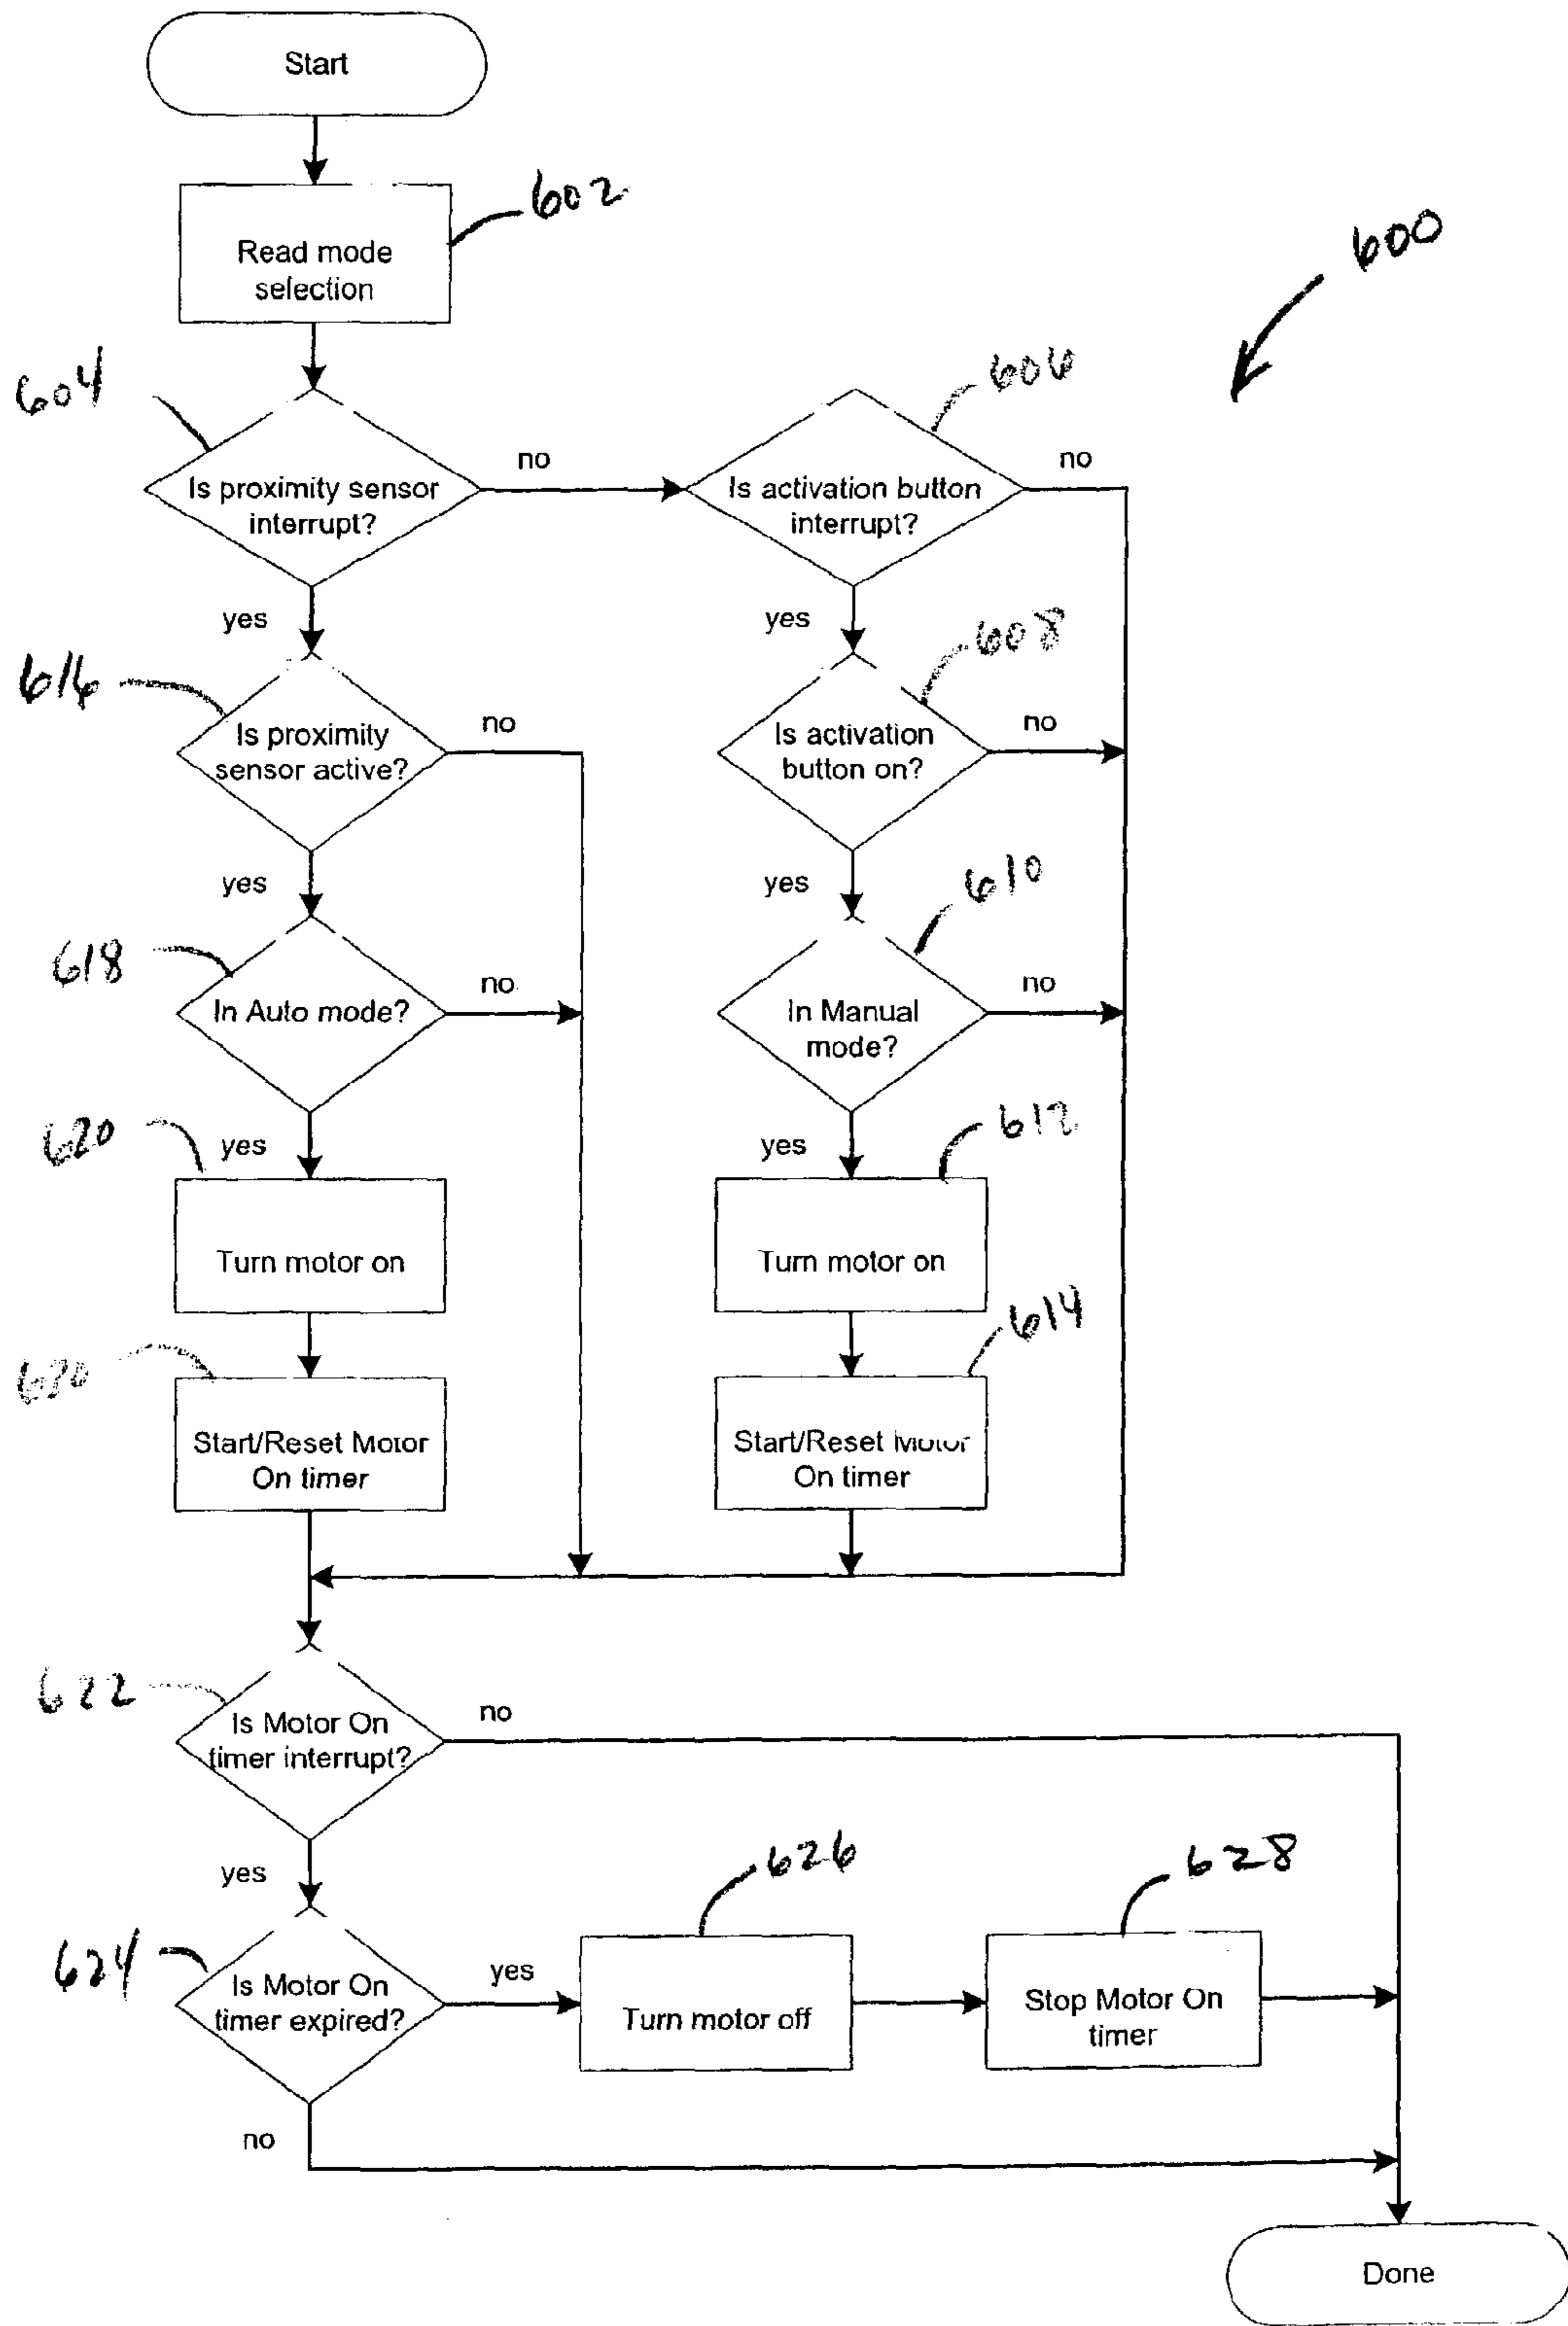 Start
602
Read mode
selection
600
604
606
no
no
Is proximity sensor
interrupt?
Is activation button
interrupt?
yes
yes
616
608
no
no
Is proximity
sensor active?
Is activation
button on?
yes
yes
618
610
no
no
In Auto mode?
In Manual
mode?
620
612
yes
yes
Turn motor on
Turn motor on
614
Start/Reset Motor
On timer
Start/Reset Motor
On timer
622
no
Is Motor On
timer interrupt?
yes
626
628
624
yes
Is Motor On
timer expired?
Turn motor off
Stop Motor On
timer
no
Done